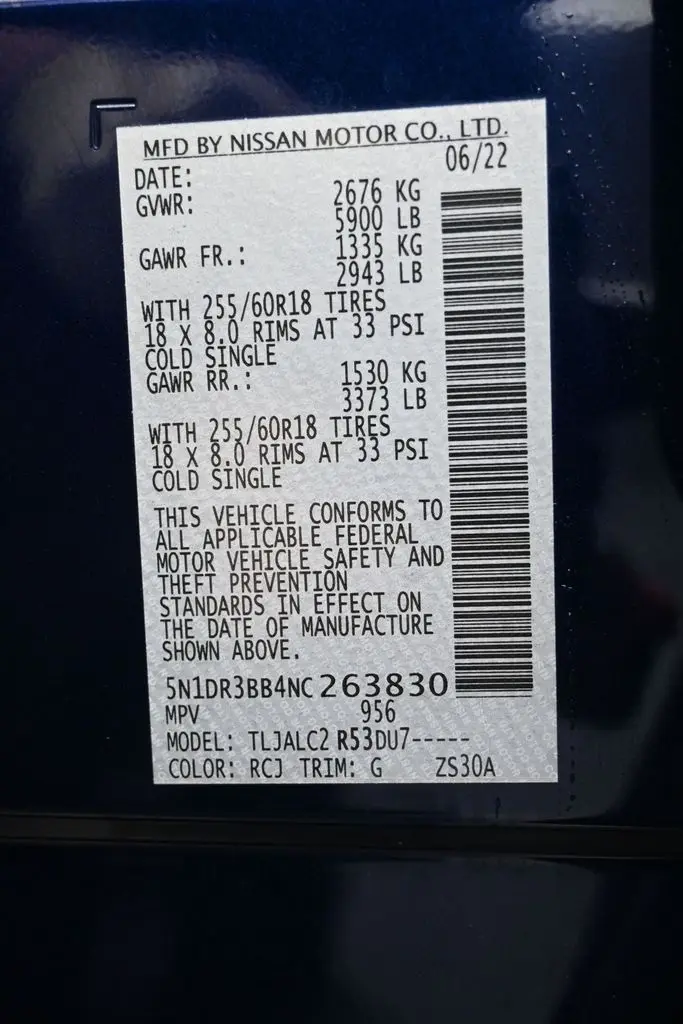 MFD BY NISSAN MOTOR CO., LTD.
DATE: 06/22
GVWR: 2676 KG
5900 LB
GAWR FR.: 1335 KG
2943 LB
WITH 255/60R18 TIRES
18 X 8.0 RIMS AT 33 PSI
COLD SINGLE
GAWR RR.: 1530 KG
3373 LB
WITH 255/60R18 TIRES
18 X 8.0 RIMS AT 33 PSI
COLD SINGLE
THIS VEHICLE CONFORMS TO
ALL APPLICABLE FEDERAL
MOTOR VEHICLE SAFETY AND
THEFT PREVENTION
STANDARDS IN EFFECT ON
THE DATE OF MANUFACTURE
SHOWN ABOVE.
5N1DR3BB4NC263830
MPV 956
MODEL: TLJALC2 R53DU7-----
COLOR: RCJ TRIM: G ZS30A